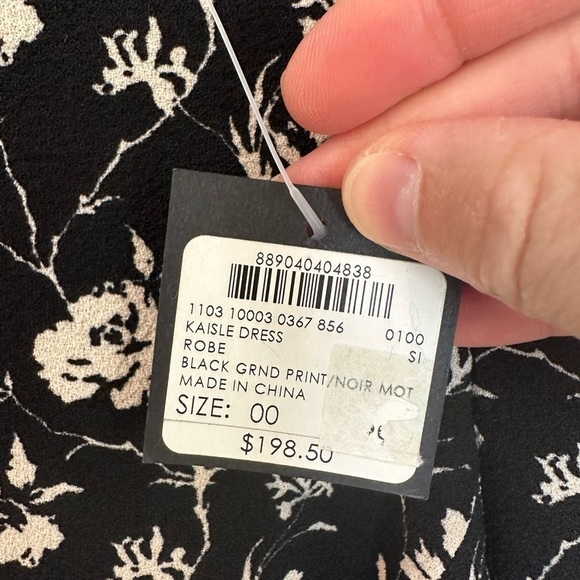 889040404838
1103 10003 0367 856 0100
KAISLE DRESS SI
ROBE
BLACK GRND PRINT/NOIR MOT
MADE IN CHINA
SIZE: 00
$198.50